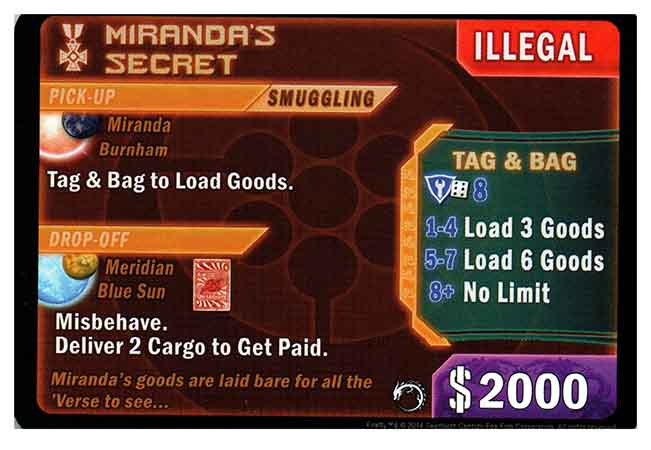 MIRANDA'S
SECRET
ILLEGAL
PICK-UP
SMUGGLING
Miranda
Burnham
Tag & Bag to Load Goods.
TAG & BAG
8
1-4 Load 3 Goods
5-7 Load 6 Goods
8+ No Limit
DROP-OFF
Meridian
Blue Sun
Misbehave.
Deliver 2 Cargo to Get Paid.
Miranda's goods are laid bare for all the
'Verse to see...
$2000